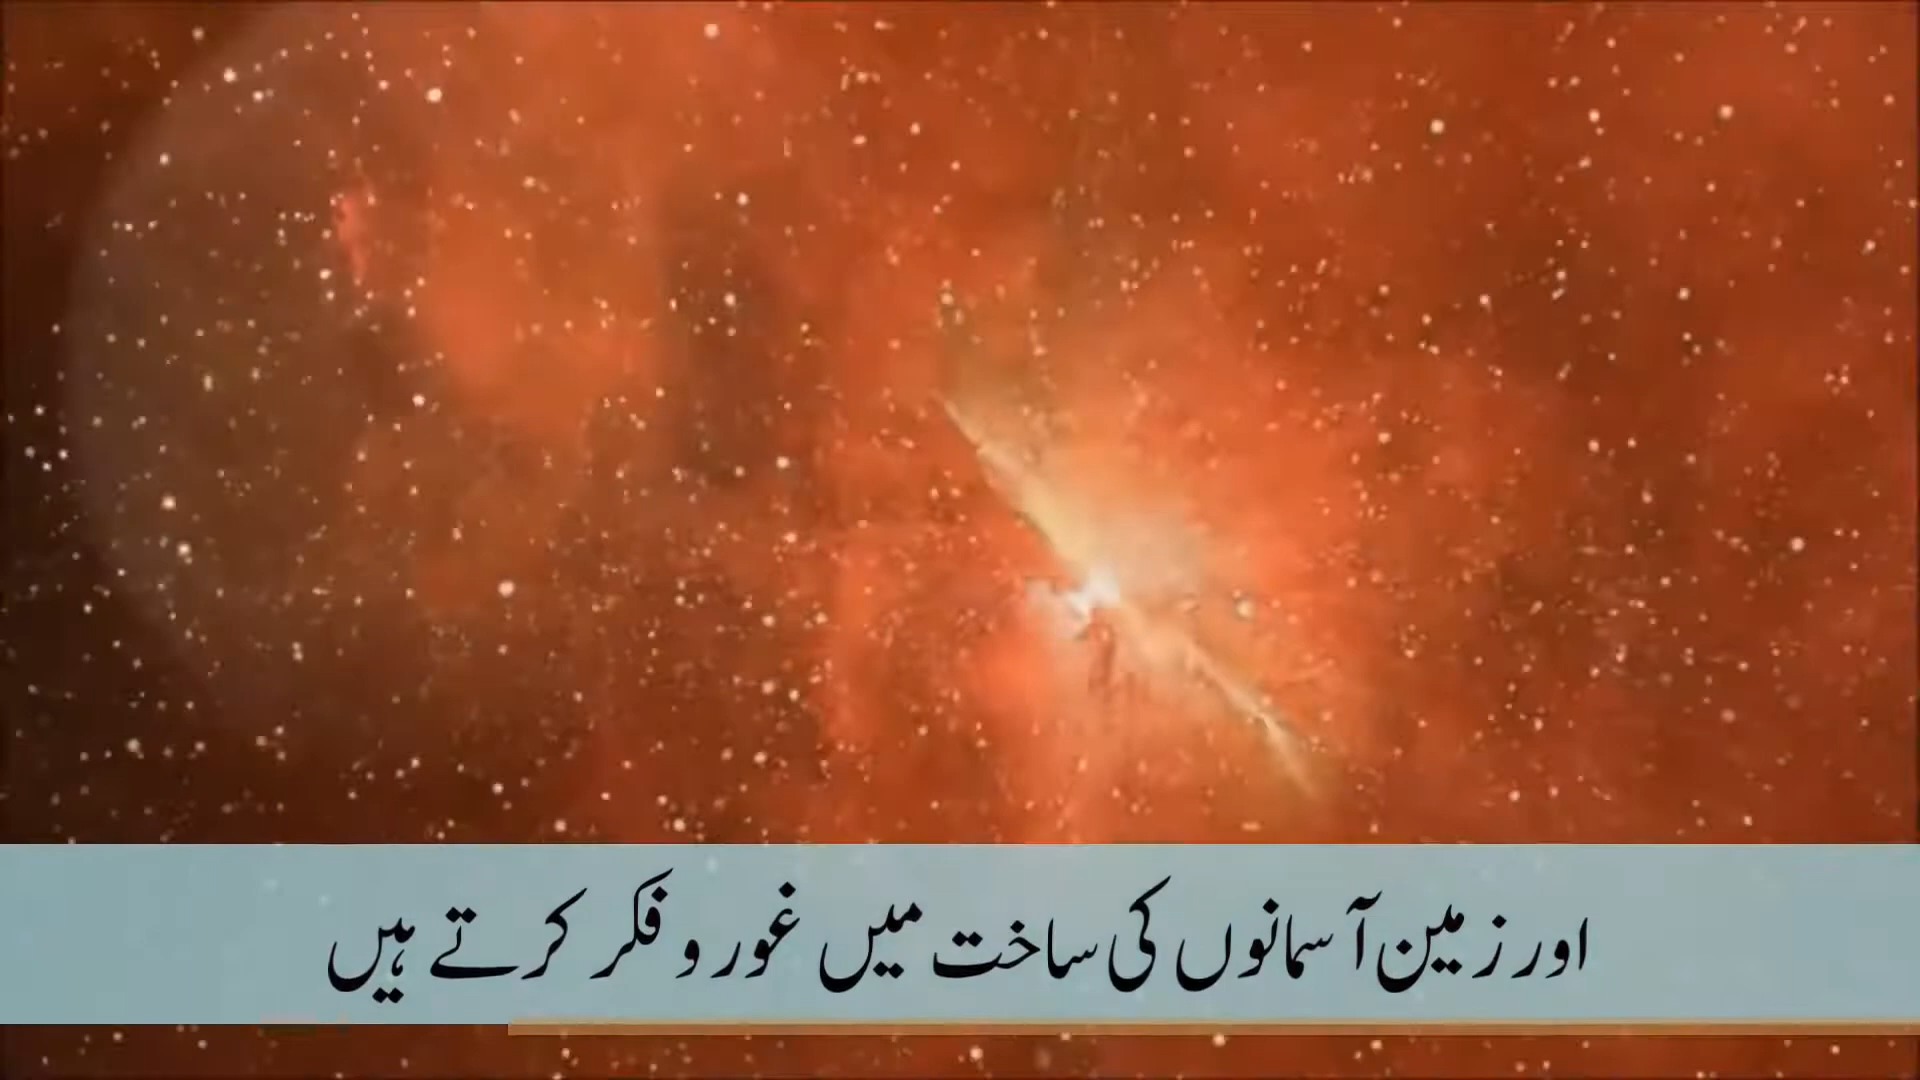 اور زمین آسمانوں کی ساخت میں غور و فکر کرتے ہیں